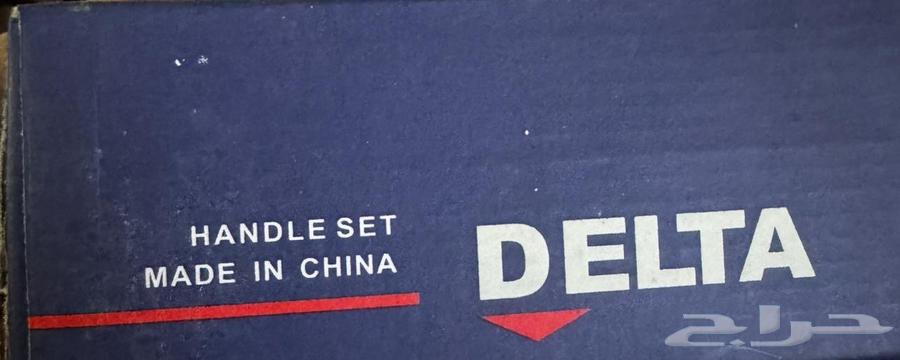 HANDLE SET
MADE IN CHINA
DELTA
حراج